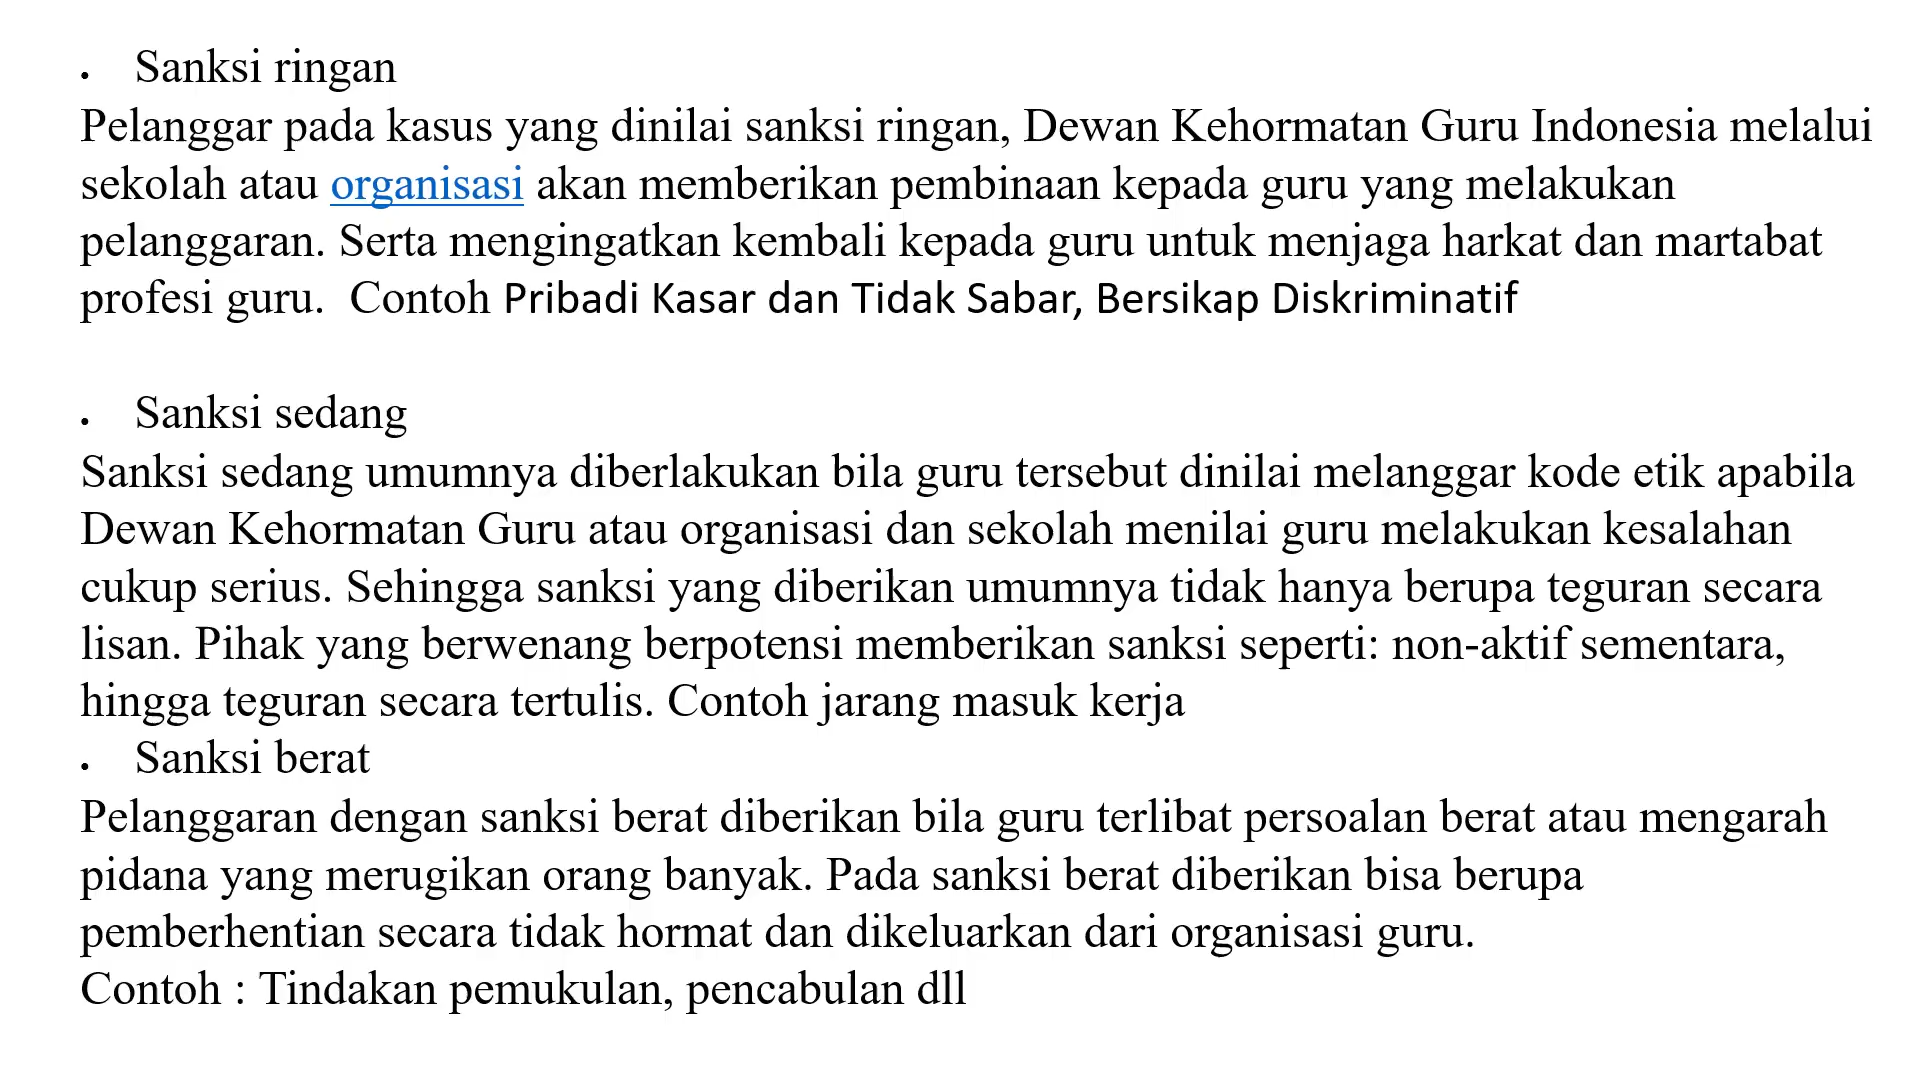 • Sanksi ringan
Pelanggar pada kasus yang dinilai sanksi ringan, Dewan Kehormatan Guru Indonesia melalui
sekolah atau organisasi akan memberikan pembinaan kepada guru yang melakukan
pelanggaran. Serta mengingatkan kembali kepada guru untuk menjaga harkat dan martabat
profesi guru.  Contoh Pribadi Kasar dan Tidak Sabar, Bersikap Diskriminatif
• Sanksi sedang
Sanksi sedang umumnya diberlakukan bila guru tersebut dinilai melanggar kode etik apabila
Dewan Kehormatan Guru atau organisasi dan sekolah menilai guru melakukan kesalahan
cukup serius. Sehingga sanksi yang diberikan umumnya tidak hanya berupa teguran secara
lisan. Pihak yang berwenang berpotensi memberikan sanksi seperti: non-aktif sementara,
hingga teguran secara tertulis. Contoh jarang masuk kerja
• Sanksi berat
Pelanggaran dengan sanksi berat diberikan bila guru terlibat persoalan berat atau mengarah
pidana yang merugikan orang banyak. Pada sanksi berat diberikan bisa berupa
pemberhentian secara tidak hormat dan dikeluarkan dari organisasi guru.
Contoh : Tindakan pemukulan, pencabulan dll